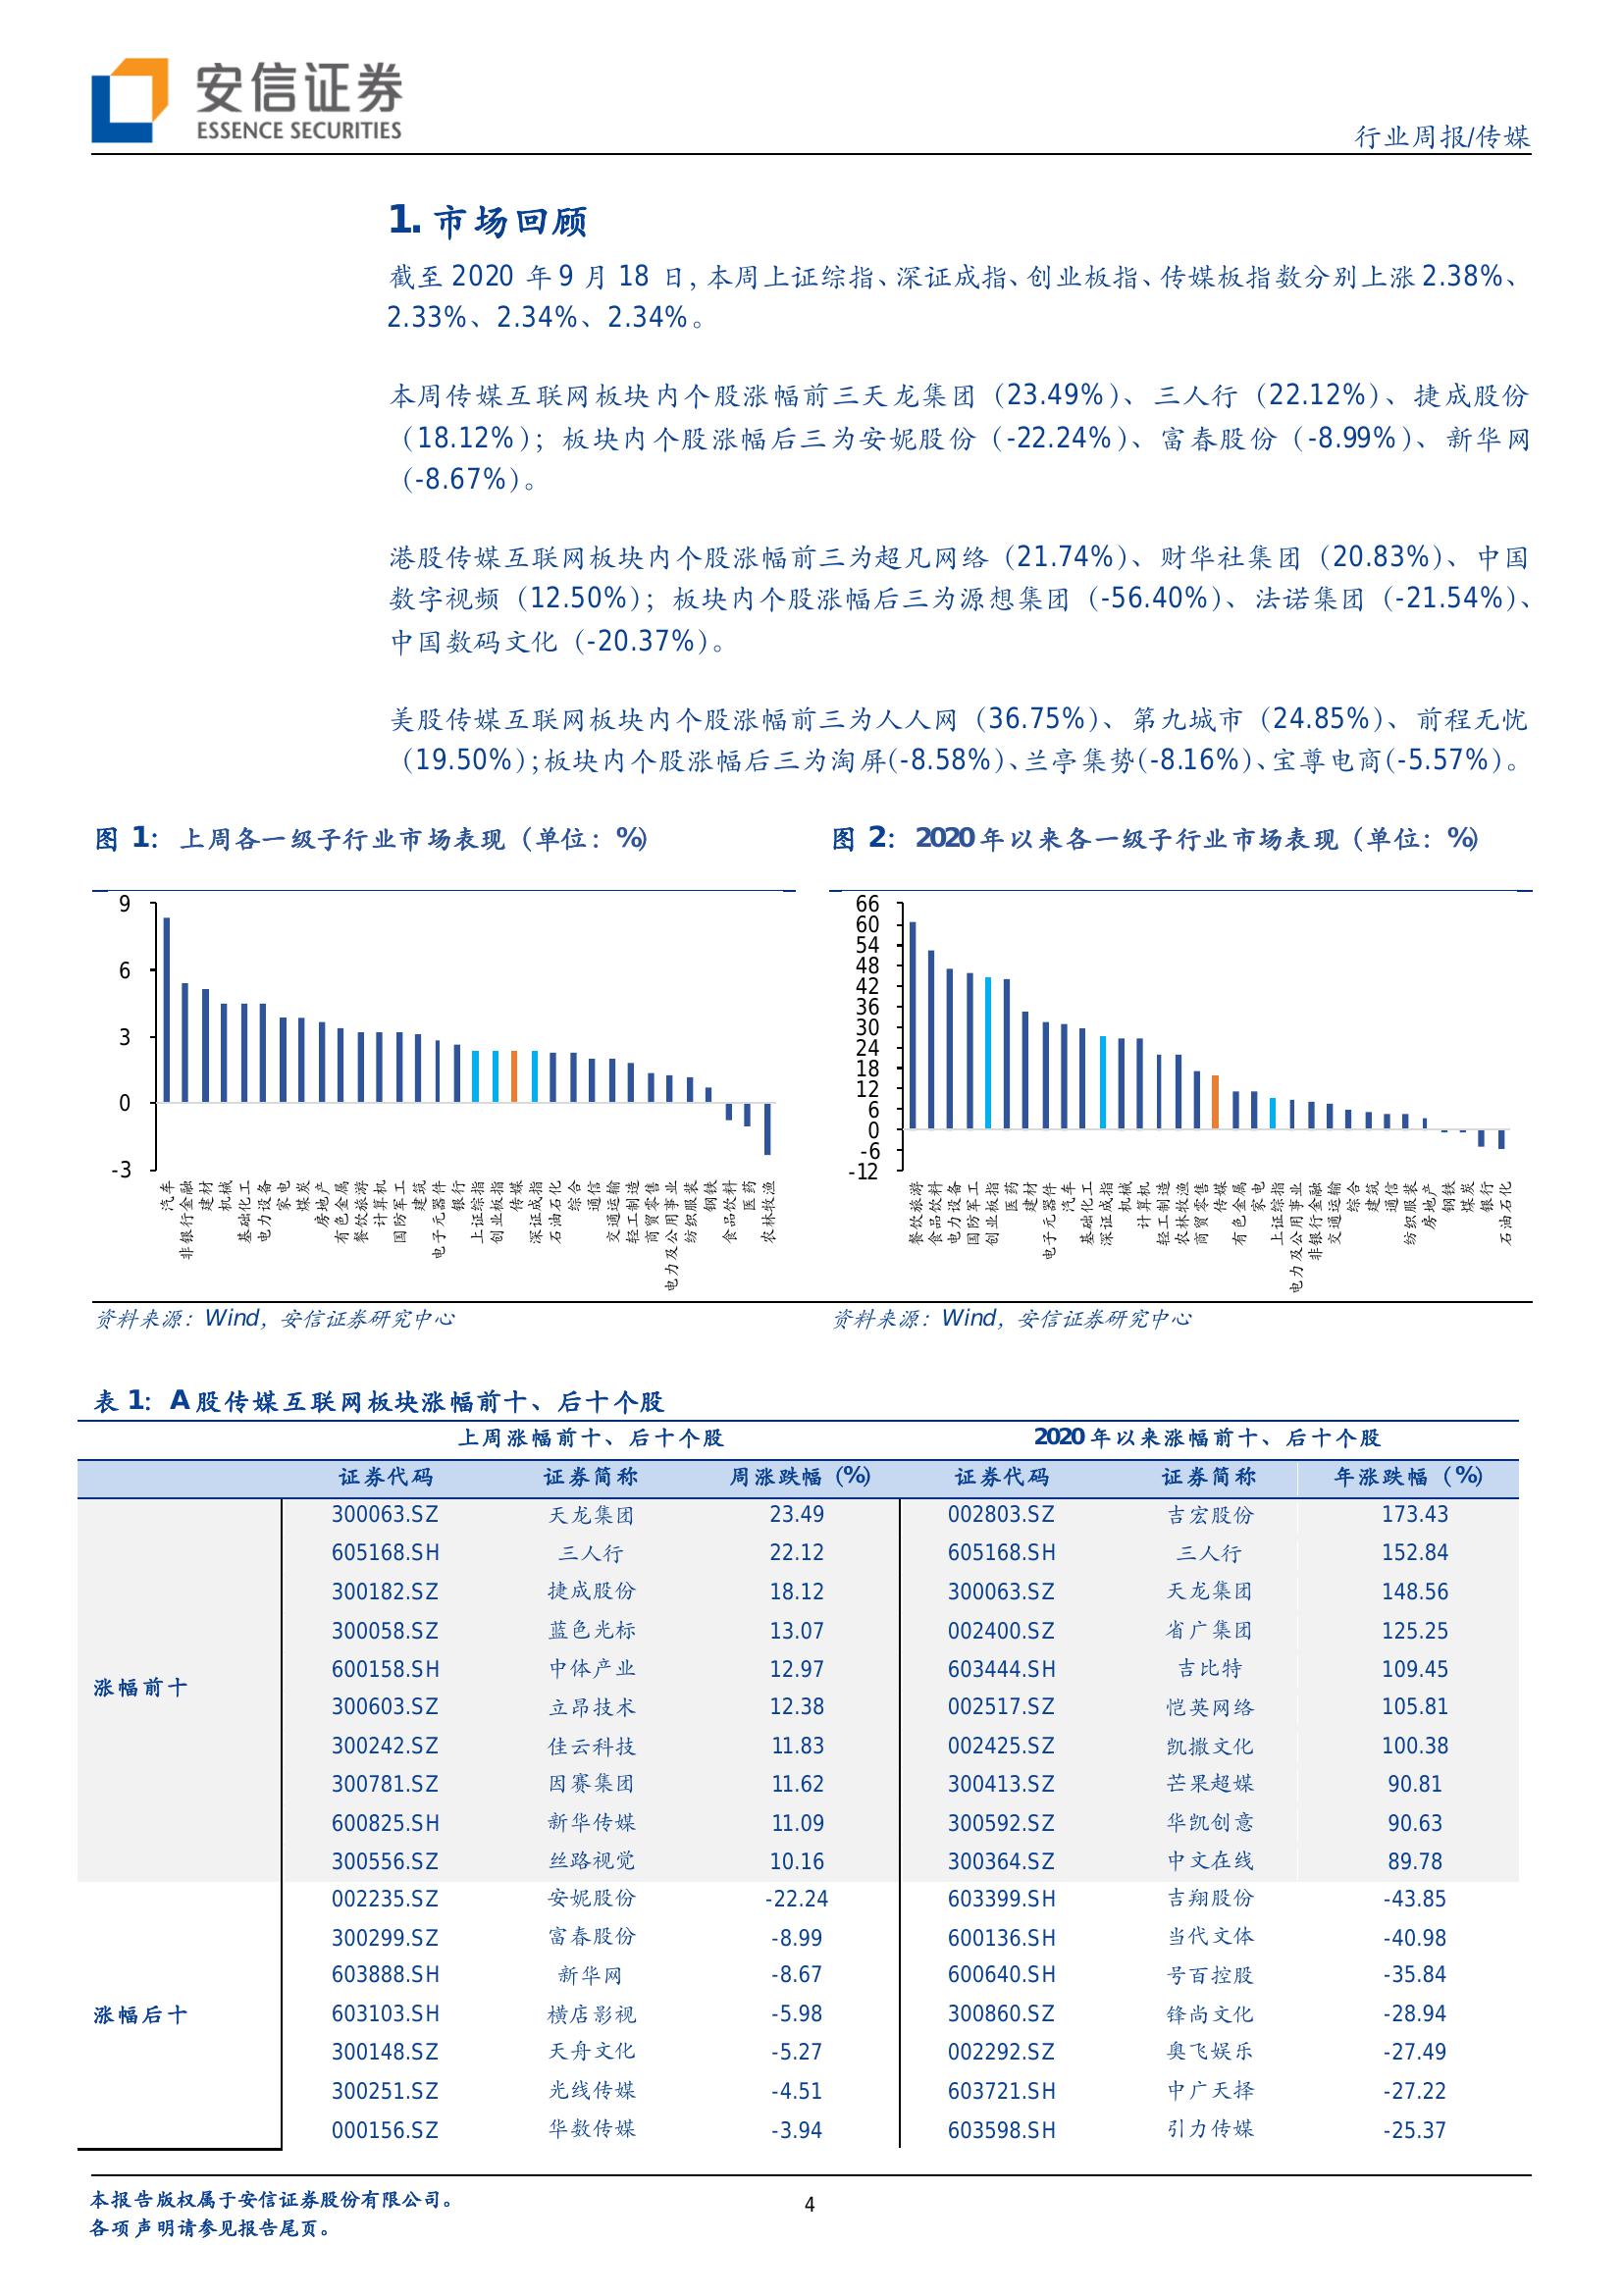 安信证券
ESSENCE SECURITIES
行业周报/传媒
1. 市场回顾
截至 2020 年 9 月 18 日, 本周上证综指、深证成指、创业板指、传媒板指数分别上涨 2.38%、
2.33%、2.34%、2.34%。
本周传媒互联网板块内个股涨幅前三天龙集团（23.49%）、三人行（22.12%）、捷成股份
（18.12%）；板块内个股涨幅后三为安妮股份（-22.24%）、富春股份（-8.99%）、新华网
（-8.67%）。
港股传媒互联网板块内个股涨幅前三为超凡网络（21.74%）、财华社集团（20.83%）、中国
数字视频（12.50%）；板块内个股涨幅后三为源想集团（-56.40%）、法诺集团（-21.54%）、
中国数码文化（-20.37%）。
美股传媒互联网板块内个股涨幅前三为人人网（36.75%）、第九城市（24.85%）、前程无忧
（19.50%）；板块内个股涨幅后三为淘屏(-8.58%)、兰亭集势(-8.16%)、宝尊电商(-5.57%)。
图 1：上周各一级子行业市场表现（单位：%）
9
6
3
0
-3
汽车
非银行金融
建材
机械
基础化工
电力设备
家电
煤炭
房地产
有色金属
餐饮旅游
计算机
国防军工
建筑
电子元器件
银行
上证综指
创业板指
传媒
深证成指
石油石化
综合
通信
交通运输
轻工制造
商贸零售
电力及公用事业
纺织服装
钢铁
食品饮料
医药
农林牧渔
资料来源：Wind，安信证券研究中心
图 2：2020 年以来各一级子行业市场表现（单位：%）
66
60
54
48
42
36
30
24
18
12
6
0
-6
-12
餐饮旅游
食品饮料
电力设备
国防军工
创业板指
医药
建材
电子元器件
汽车
基础化工
深证成指
机械
计算机
轻工制造
农林牧渔
商贸零售
传媒
有色金属
家电
上证综指
电力及公用事业
非银行金融
交通运输
综合
建筑
通信
纺织服装
房地产
钢铁
煤炭
银行
石油石化
资料来源：Wind，安信证券研究中心
表 1：A 股传媒互联网板块涨幅前十、后十个股
上周涨幅前十、后十个股 2020 年以来涨幅前十、后十个股
证券代码 证券简称 周涨跌幅（%） 证券代码 证券简称 年涨跌幅（%）
涨幅前十
300063.SZ 天龙集团 23.49 002803.SZ 吉宏股份 173.43
605168.SH 三人行 22.12 605168.SH 三人行 152.84
300182.SZ 捷成股份 18.12 300063.SZ 天龙集团 148.56
300058.SZ 蓝色光标 13.07 002400.SZ 省广集团 125.25
600158.SH 中体产业 12.97 603444.SH 吉比特 109.45
300603.SZ 立昂技术 12.38 002517.SZ 恺英网络 105.81
300242.SZ 佳云科技 11.83 002425.SZ 凯撒文化 100.38
300781.SZ 因赛集团 11.62 300413.SZ 芒果超媒 90.81
600825.SH 新华传媒 11.09 300592.SZ 华凯创意 90.63
300556.SZ 丝路视觉 10.16 300364.SZ 中文在线 89.78
涨幅后十
002235.SZ 安妮股份 -22.24 603399.SH 吉翔股份 -43.85
300299.SZ 富春股份 -8.99 600136.SH 当代文体 -40.98
603888.SH 新华网 -8.67 600640.SH 号百控股 -35.84
603103.SH 横店影视 -5.98 300860.SZ 锋尚文化 -28.94
300148.SZ 天舟文化 -5.27 002292.SZ 奥飞娱乐 -27.49
300251.SZ 光线传媒 -4.51 603721.SH 中广天择 -27.22
000156.SZ 华数传媒 -3.94 603598.SH 引力传媒 -25.37
本报告版权属于安信证券股份有限公司。
各项声明请参见报告尾页。
4